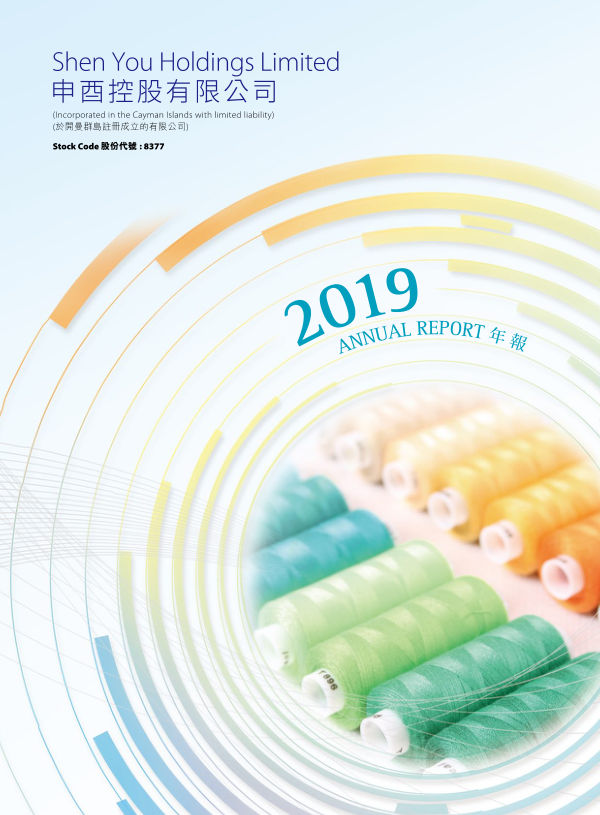 Shen You Holdings Limited
申酉控股有限公司
(Incorporated in the Cayman Islands with limited liability)
(於開曼群島註冊成立的有限公司)
Stock Code 股份代號 : 8377
2019
ANNUAL REPORT 年報